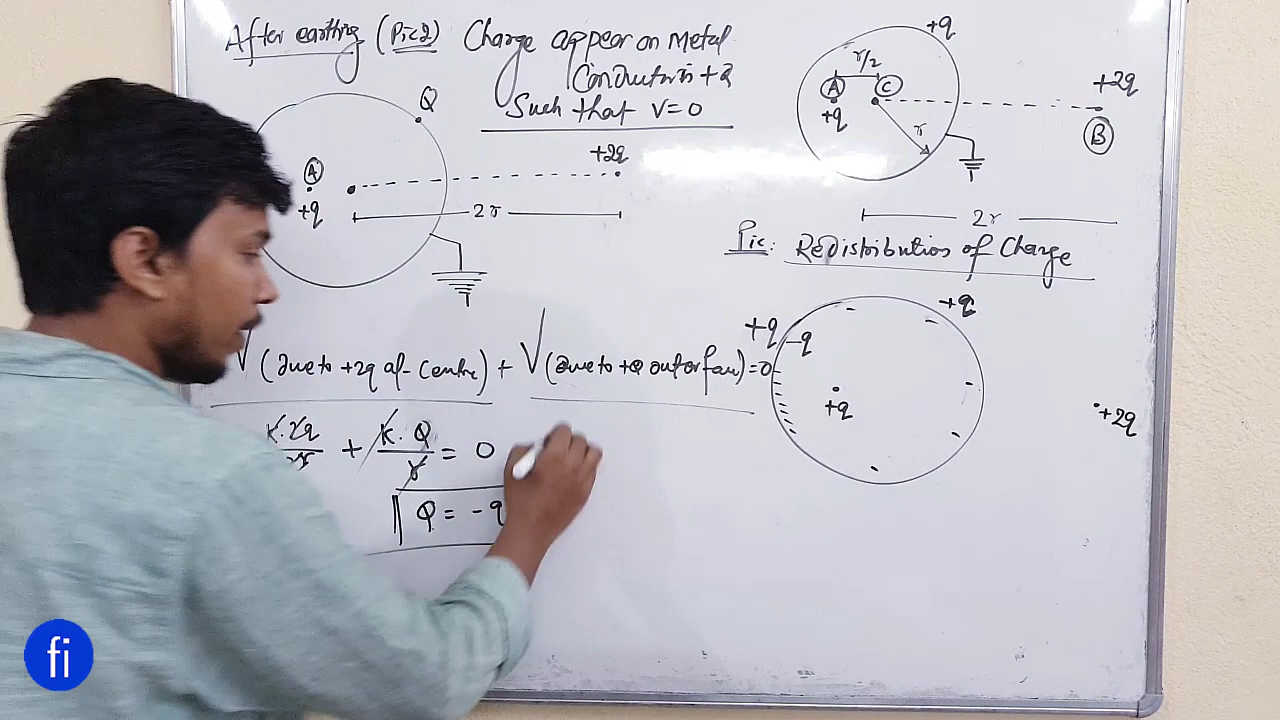 After earthing (Pic2) Charge appear on Metal
Conductor is + Q
Such that V=0
Q
+2q
A
+q
2r
+q
r/2
A
C
+q
r
+2q
B
2r
Pic: Redistribution of Charge
V (due to +2q at centre) + V (due to +Q outer face) = 0
K.2q
+ K.Q = 0
2r
r
Q = -q
+q
+q
-q
+q
+2q
fi